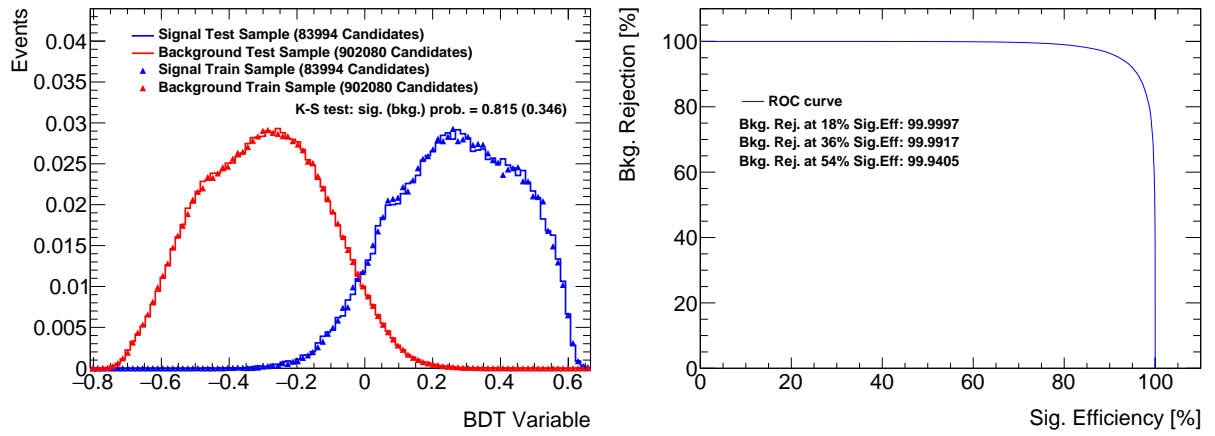 Events
0.04
0.035
0.03
0.025
0.02
0.015
0.01
0.005
0
Signal Test Sample (83994 Candidates)
Background Test Sample (902080 Candidates)
Signal Train Sample (83994 Candidates)
Background Train Sample (902080 Candidates)
K-S test: sig. (bkg.) prob. = 0.815 (0.346)
−0.8 −0.6 −0.4 −0.2 0 0.2 0.4 0.6
BDT Variable
Bkg. Rejection [%]
100
80
60
40
20
0
ROC curve
Bkg. Rej. at 18% Sig.Eff: 99.9997
Bkg. Rej. at 36% Sig.Eff: 99.9917
Bkg. Rej. at 54% Sig.Eff: 99.9405
0 20 40 60 80 100
Sig. Efficiency [%]